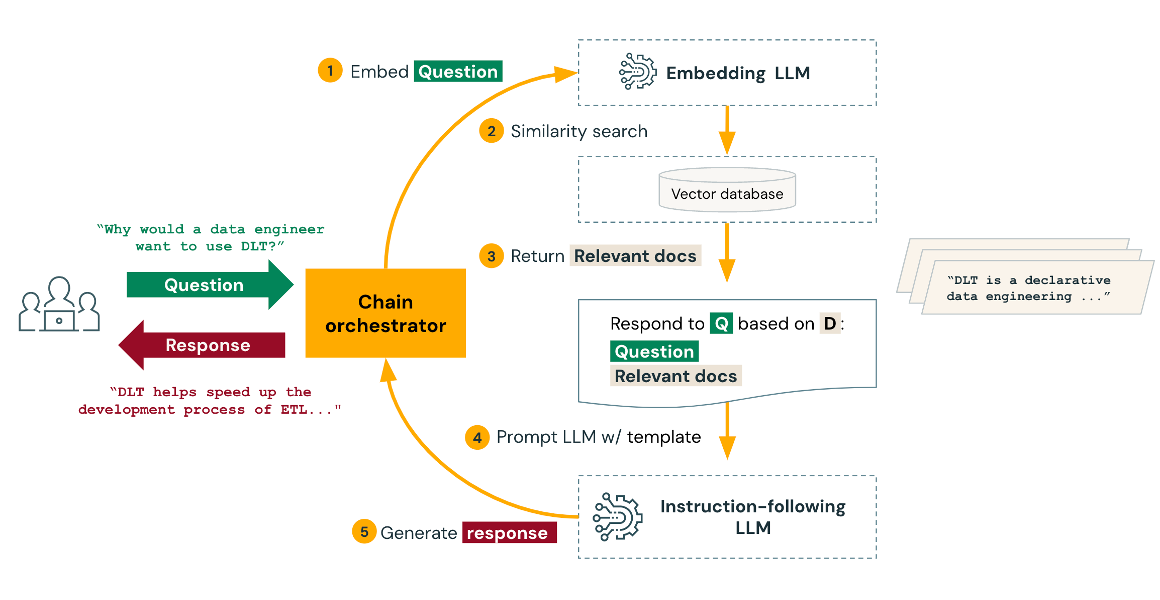 1 Embed Question
Embedding LLM
2 Similarity search
Vector database
“Why would a data engineer
want to use DLT?”
Question
Chain
orchestrator
Response
“DLT helps speed up the
development process of ETL..."
3 Return Relevant docs
“DLT is a declarative
data engineering ...”
Respond to Q based on D:
Question
Relevant docs
4 Prompt LLM w/ template
Instruction-following
LLM
5 Generate response